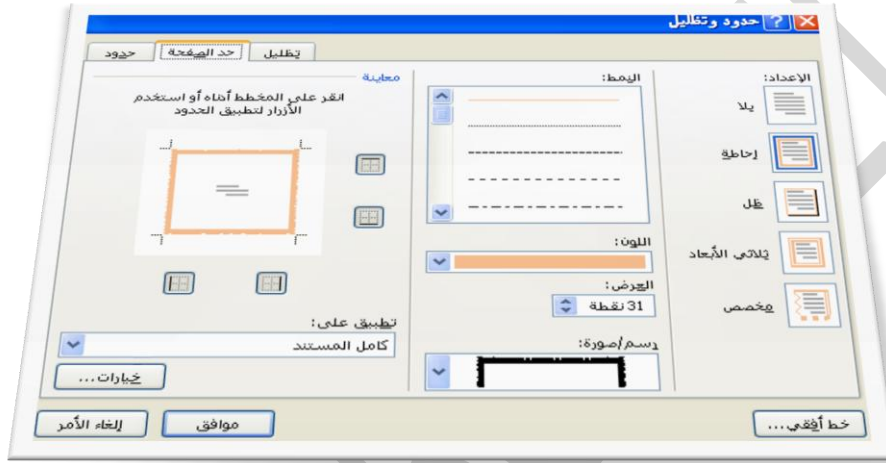 حدود وتظليل
حدود
حد الصفحة
تظليل
الإعداد:
بلا
إحاطة
ظل
ثلاثي الأبعاد
مخصص
النمط:
اللون:
العرض:
31 نقطة
رسم/صورة:
معاينة
انقر على المخطط أدناه أو استخدم
الأزرار لتطبيق الحدود
تطبيق على:
كامل المستند
خيارات...
خط أفقي...
موافق
إلغاء الأمر